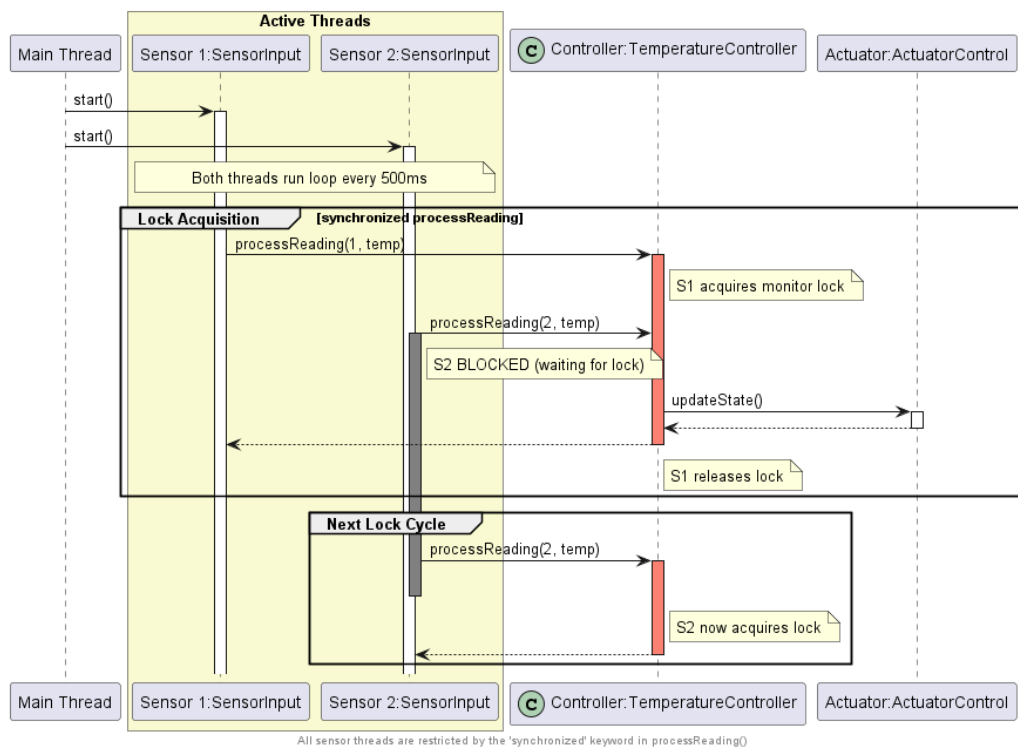 Active Threads
Main Thread
Sensor 1:SensorInput
Sensor 2:SensorInput
C Controller:TemperatureController
Actuator:ActuatorControl
start()
start()
Both threads run loop every 500ms
Lock Acquisition [synchronized processReading]
processReading(1, temp)
S1 acquires monitor lock
processReading(2, temp)
S2 BLOCKED (waiting for lock)
updateState()
S1 releases lock
Next Lock Cycle
processReading(2, temp)
S2 now acquires lock
Main Thread
Sensor 1:SensorInput
Sensor 2:SensorInput
C Controller:TemperatureController
Actuator:ActuatorControl
All sensor threads are restricted by the 'synchronized' keyword in processReading()